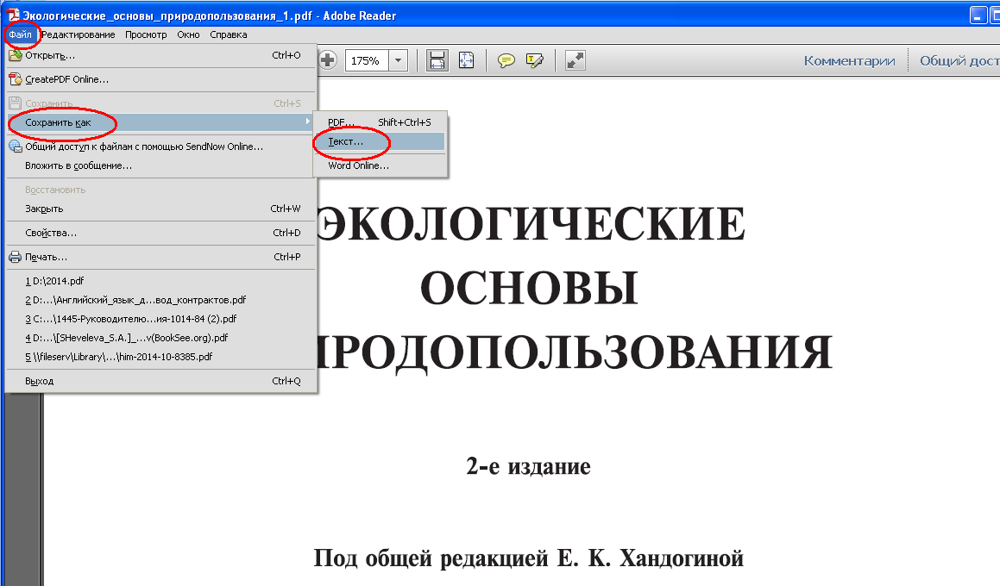 Экологические_основы_природопользования_1.pdf - Adobe Reader
Файл Редактирование Просмотр Окно Справка
Открыть... Ctrl+O
175%
Комментарии
Общий дост
CreatePDF Online...
Сохранить Ctrl+S
Сохранить как
PDF... Shift+Ctrl+S
Текст...
Word Online...
Общий доступ к файлам с помощью SendNow Online...
Вложить в сообщение...
Восстановить
Закрыть Ctrl+W
Свойства... Ctrl+D
Печать... Ctrl+P
1 D:\2014.pdf
2 D:...\Английский_язык_д...вод_контрактов.pdf
3 C:...\1445-Руководителю...ия-1014-84 (2).pdf
4 D:...\[SHeveleva_S.A.]_...v(BookSee.org).pdf
5 \\fileserv\Library\...\him-2014-10-8385.pdf
Выход Ctrl+Q
ЭКОЛОГИЧЕСКИЕ
ОСНОВЫ
ИРОДОПОЛЬЗОВАНИЯ
2-е издание
Под общей редакцией Е. К. Хандогиной